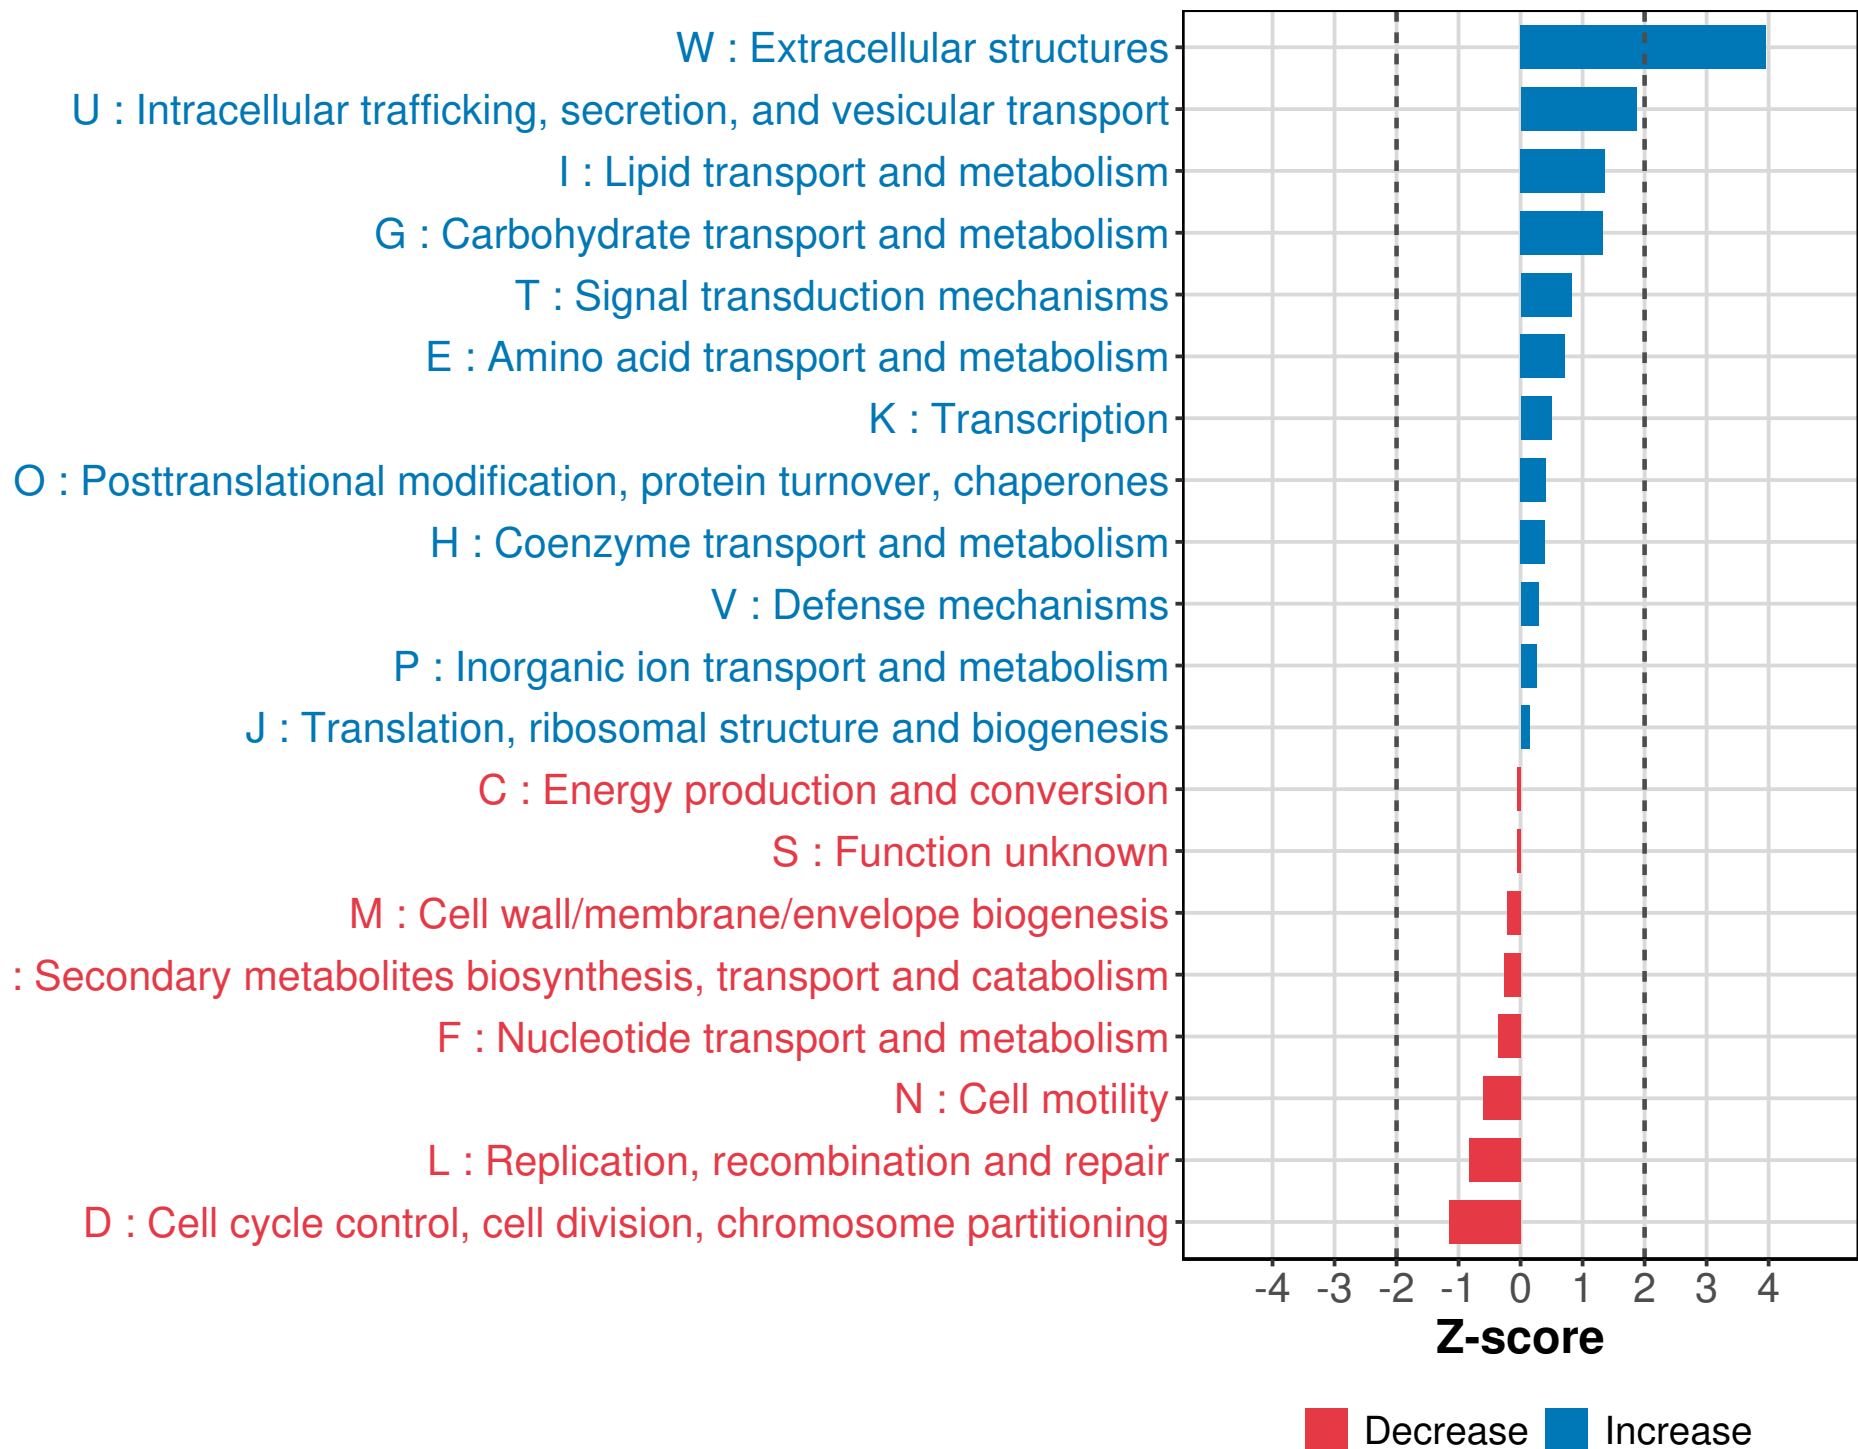 W : Extracellular structures
U : Intracellular trafficking, secretion, and vesicular transport
I : Lipid transport and metabolism
G : Carbohydrate transport and metabolism
T : Signal transduction mechanisms
E : Amino acid transport and metabolism
K : Transcription
O : Posttranslational modification, protein turnover, chaperones
H : Coenzyme transport and metabolism
V : Defense mechanisms
P : Inorganic ion transport and metabolism
J : Translation, ribosomal structure and biogenesis
C : Energy production and conversion
S : Function unknown
M : Cell wall/membrane/envelope biogenesis
: Secondary metabolites biosynthesis, transport and catabolism
F : Nucleotide transport and metabolism
N : Cell motility
L : Replication, recombination and repair
D : Cell cycle control, cell division, chromosome partitioning
-4 -3 -2 -1 0 1 2 3 4
Z-score
Decrease Increase